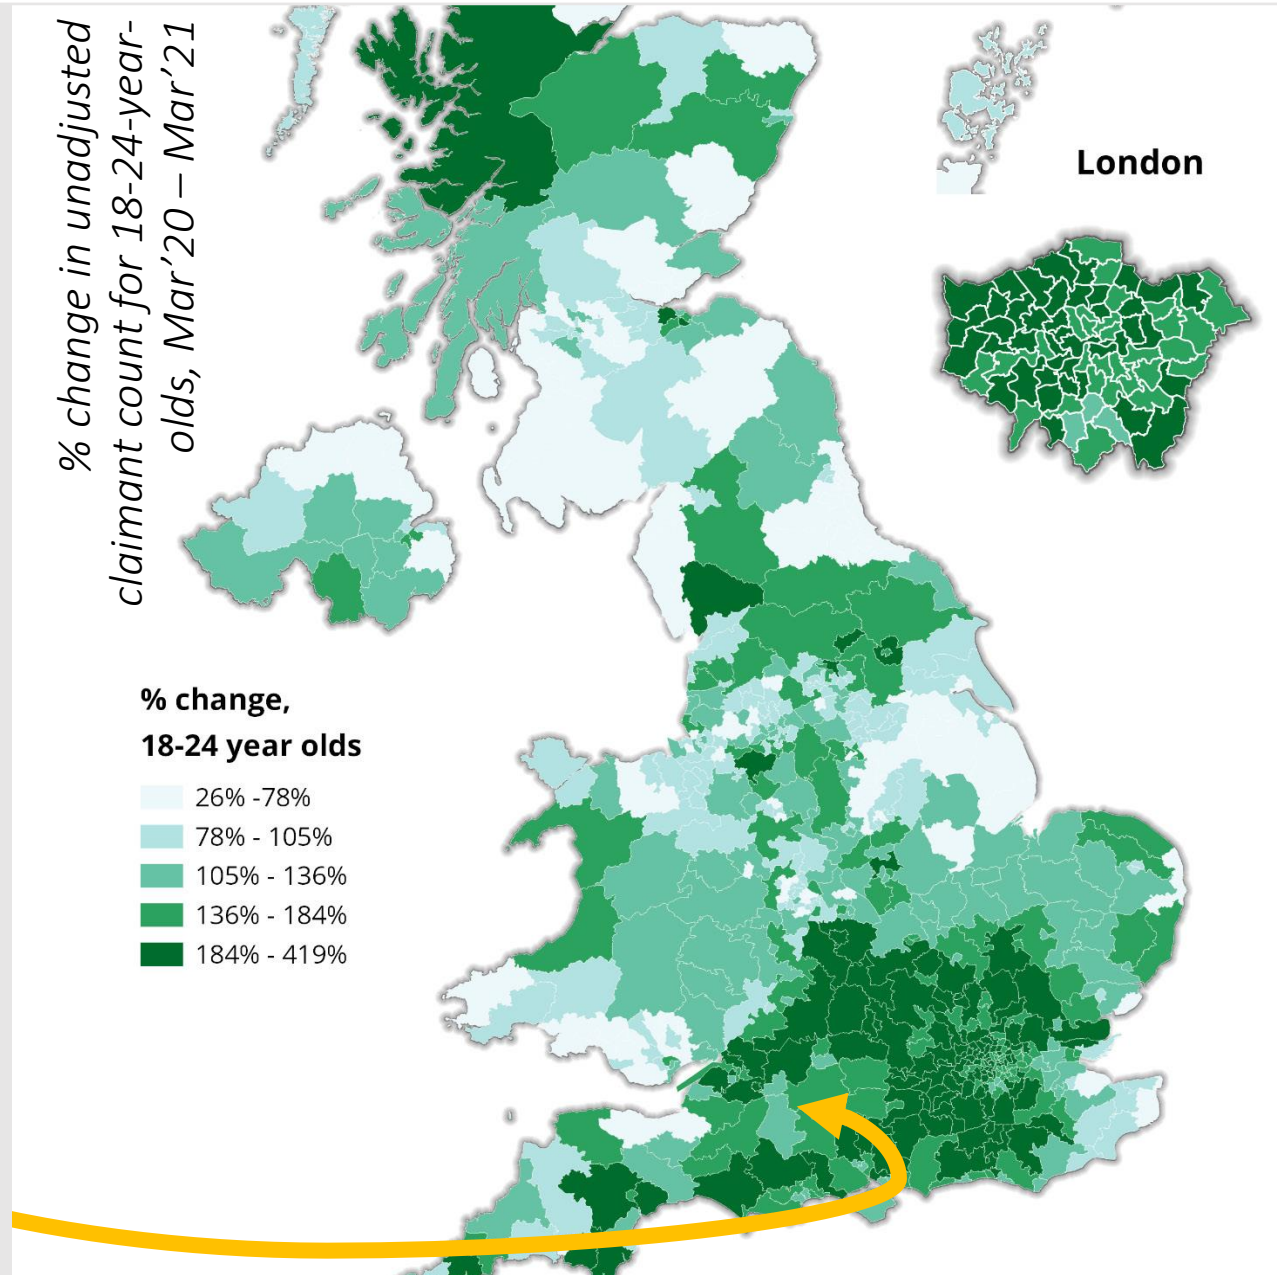 % change in unadjusted
claimant count for 18-24-year-
olds, Mar'20 – Mar'21
London
% change,
18-24 year olds
26% -78%
78% - 105%
105% - 136%
136% - 184%
184% - 419%